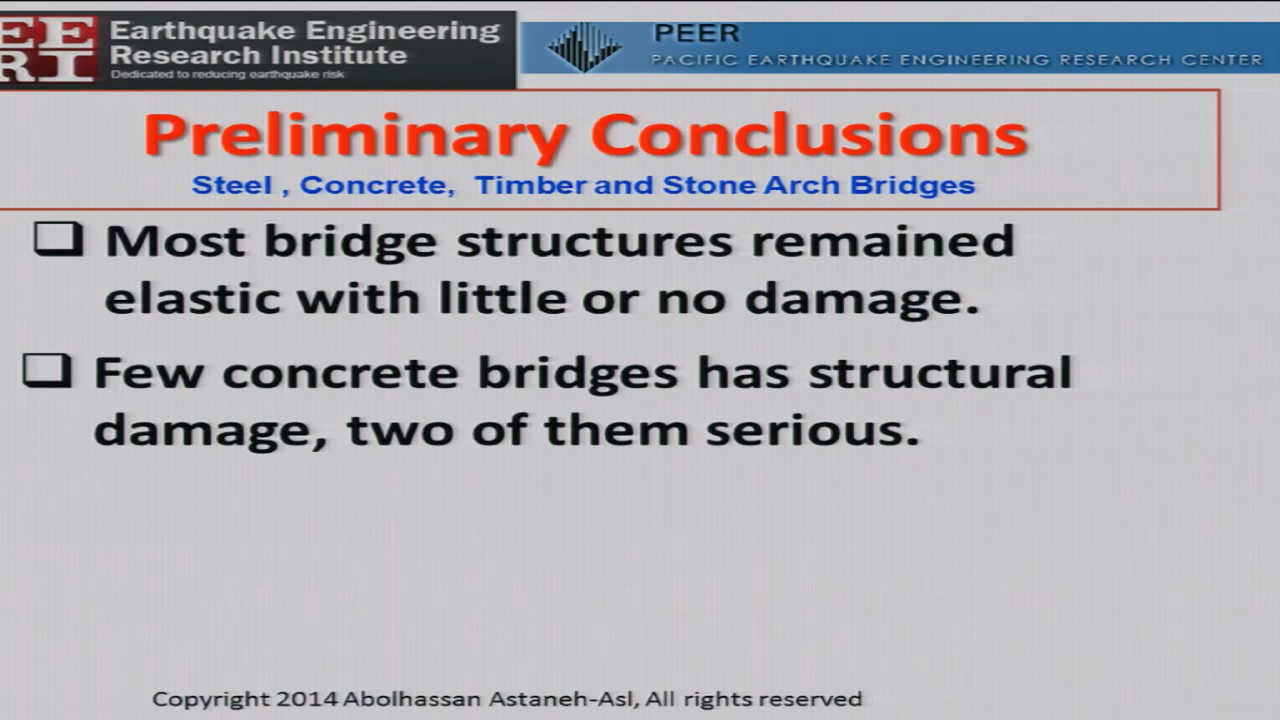 EE
RI
Earthquake Engineering
Research Institute
Dedicated to reducing earthquake risk
PEER
PACIFIC EARTHQUAKE ENGINEERING RESEARCH CENTER
Preliminary Conclusions
Steel , Concrete, Timber and Stone Arch Bridges
❑ Most bridge structures remained
elastic with little or no damage.
❑ Few concrete bridges has structural
damage, two of them serious.
Copyright 2014 Abolhassan Astaneh-Asl, All rights reserved